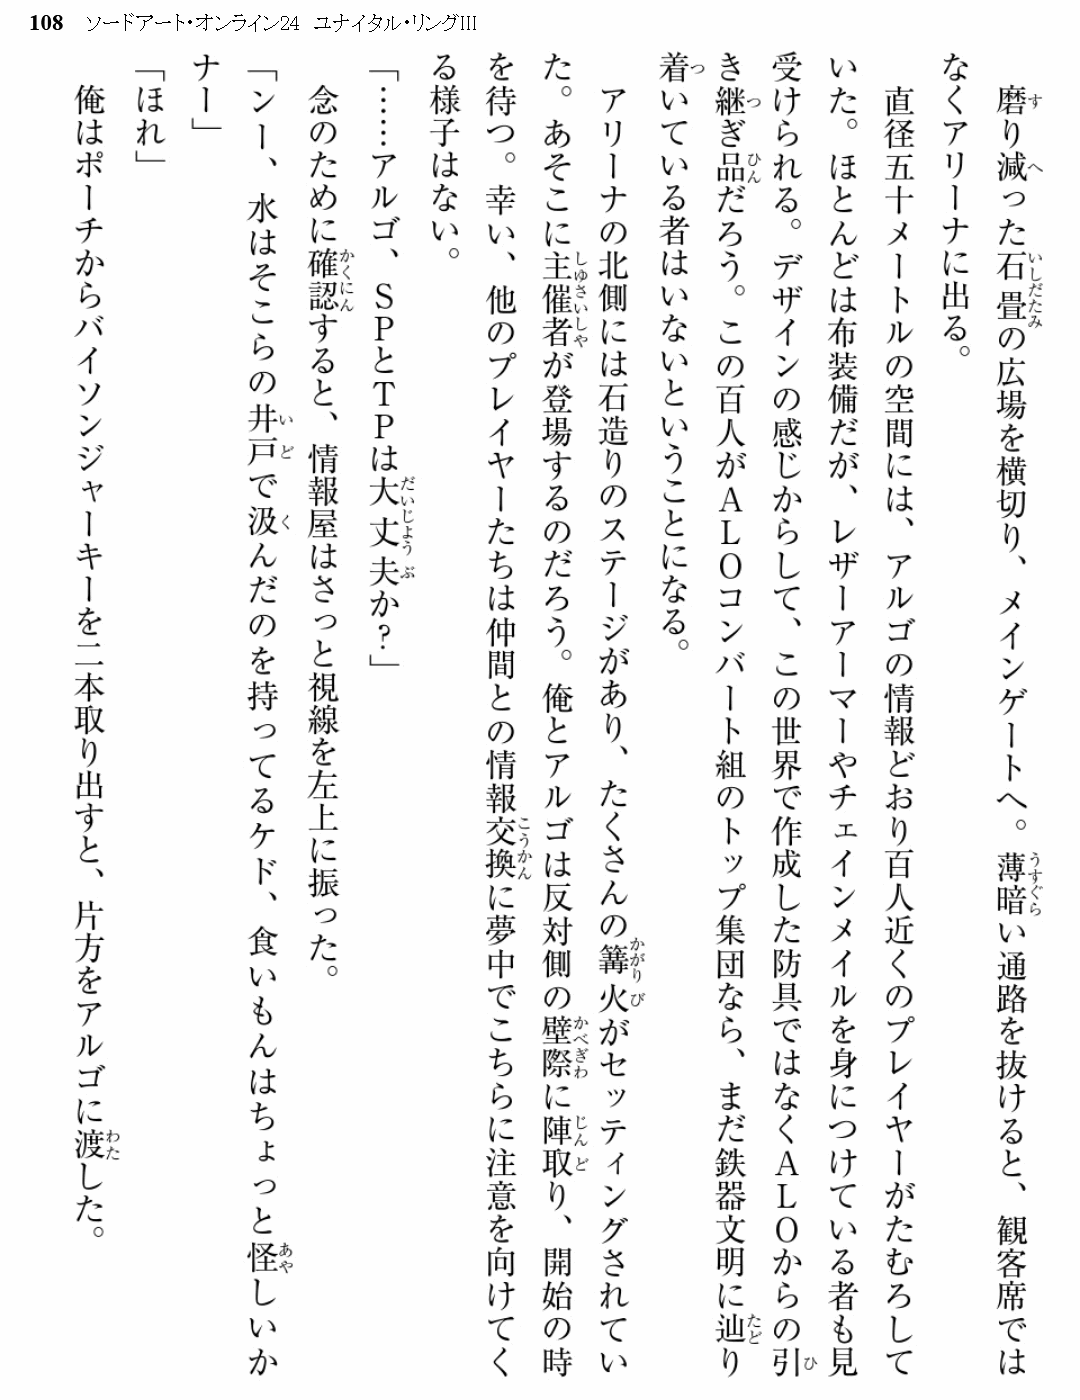 108 ソードアート・オンライン24 ユナイタル・リングⅢ
磨り減った石畳の広場を横切り、メインゲートへ。薄暗い通路を抜けると、観客席では
なくアリーナに出る。
直径五十メートルの空間には、アルゴの情報どおり百人近くのプレイヤーがたむろして
いた。ほとんどは布装備だが、レザーアーマーやチェインメイルを身につけている者も見
受けられる。デザインの感じからして、この世界で作成した防具ではなくALOからの引
き継ぎ品だろう。この百人がALOコンバート組のトップ集団なら、まだ鉄器文明に辿り
着いている者はいないということになる。
アリーナの北側には石造りのステージがあり、たくさんの篝火がセッティングされてい
た。あそこに主催者が登場するのだろう。俺とアルゴは反対側の壁際に陣取り、開始の時
を待つ。幸い、他のプレイヤーたちは仲間との情報交換に夢中でこちらに注意を向けてく
る様子はない。
「……アルゴ、SPとTPは大丈夫か?」
念のために確認すると、情報屋はさっと視線を左上に振った。
「ンー、水はそこらの井戸で汲んだのを持ってるケド、食いもんはちょっと怪しいか
ナー」
「ほれ」
俺はポーチからバイソンジャーキーを二本取り出すと、片方をアルゴに渡した。